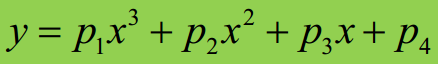 y = p₁x³ + p₂x² + p₃x + p₄